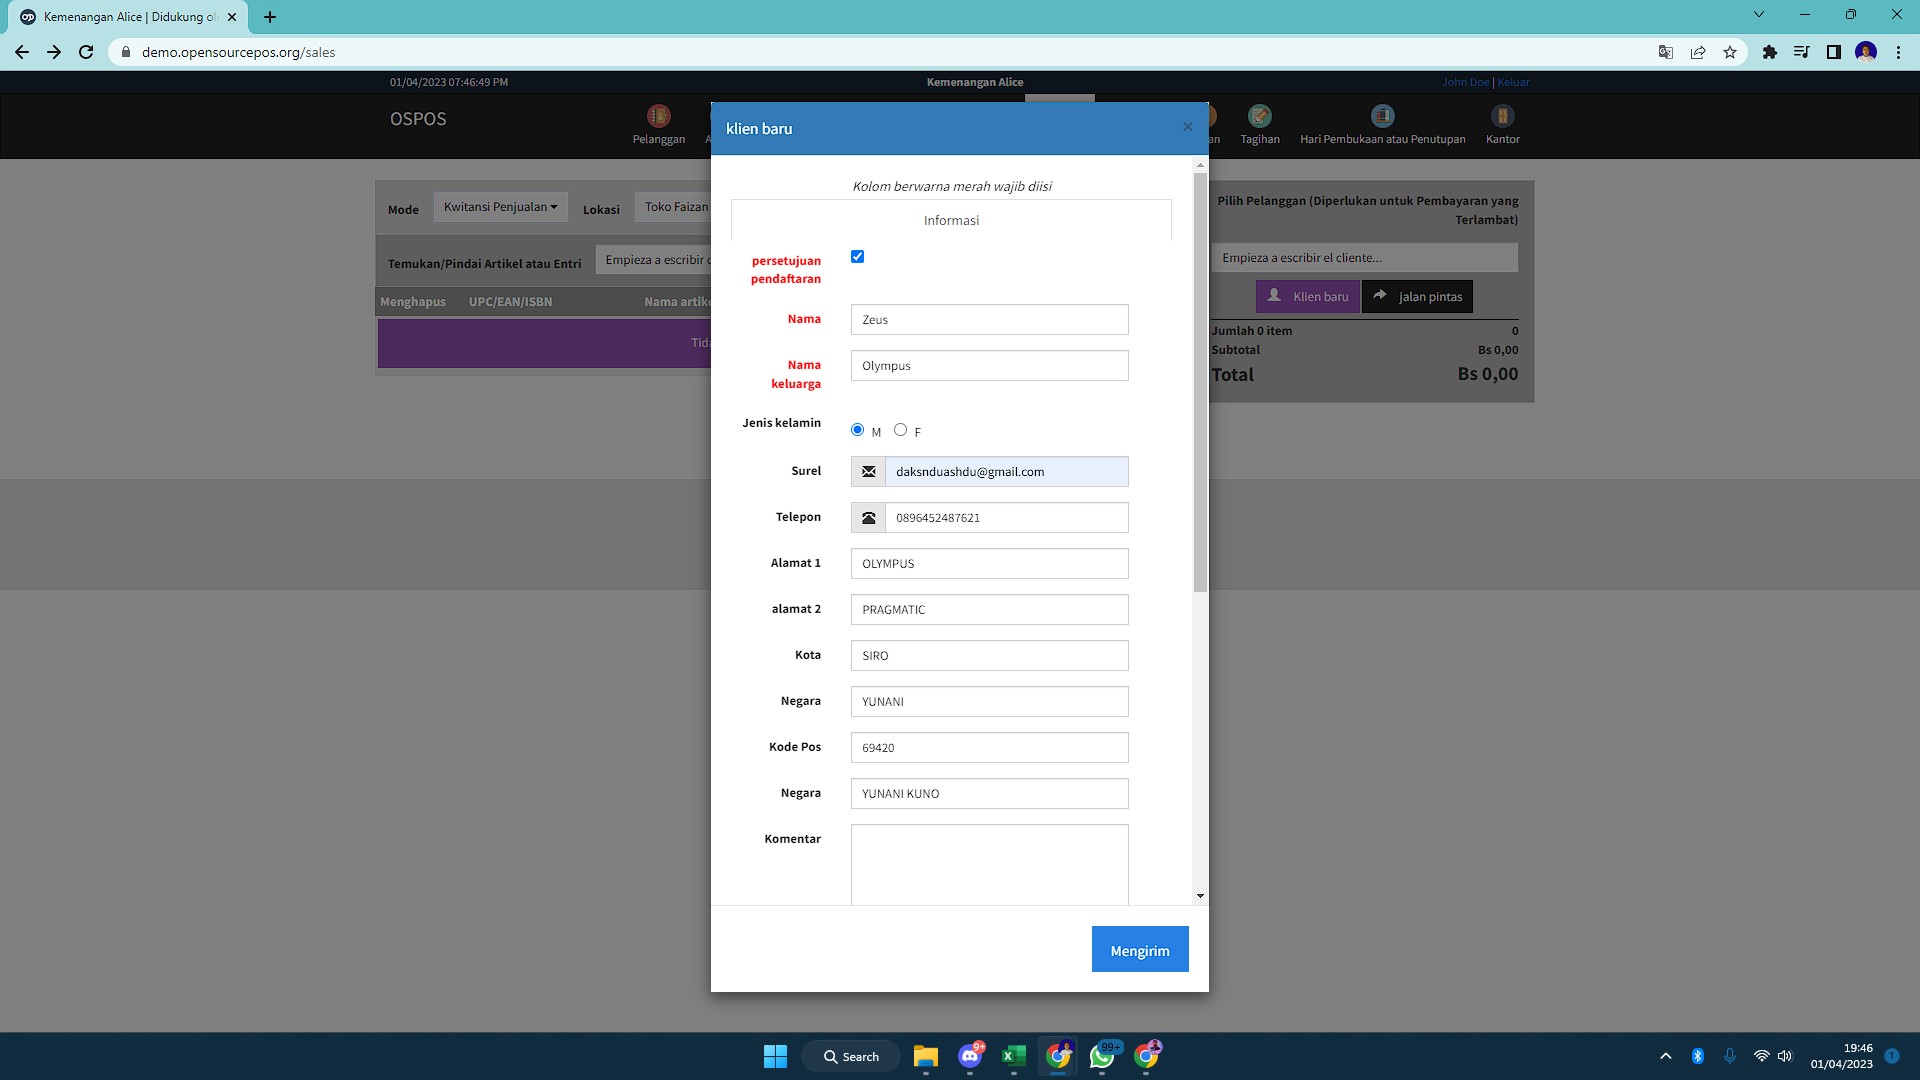 Kemenangan Alice | Didukung ol
demo.opensourcepos.org/sales
01/04/2023 07:46:49 PM
Kemenangan Alice
John Doe | Keluar
OSPOS
Pelanggan
A
an
Tagihan
Hari Pembukaan atau Penutupan
Kantor
klien baru
×
Kolom berwarna merah wajib diisi
Informasi
Mode
Kwitansi Penjualan
Lokasi
Toko Faizan
Temukan/Pindai Artikel atau Entri
Empieza a escribir
Menghapus
UPC/EAN/ISBN
Nama artik
Tida
persetujuan
pendaftaran
Nama
Zeus
Nama
keluarga
Olympus
Jenis kelamin
M
F
Surel
daksnduashdu@gmail.com
Telepon
0896452487621
Alamat 1
OLYMPUS
alamat 2
PRAGMATIC
Kota
SIRO
Negara
YUNANI
Kode Pos
69420
Negara
YUNANI KUNO
Komentar
Mengirim
Pilih Pelanggan (Diperlukan untuk Pembayaran yang
Terlambat)
Empieza a escribir el cliente...
Klien baru
jalan pintas
Jumlah 0 item
0
Subtotal
Bs 0,00
Total
Bs 0,00
Search
9+
99+
19:46
01/04/2023
1